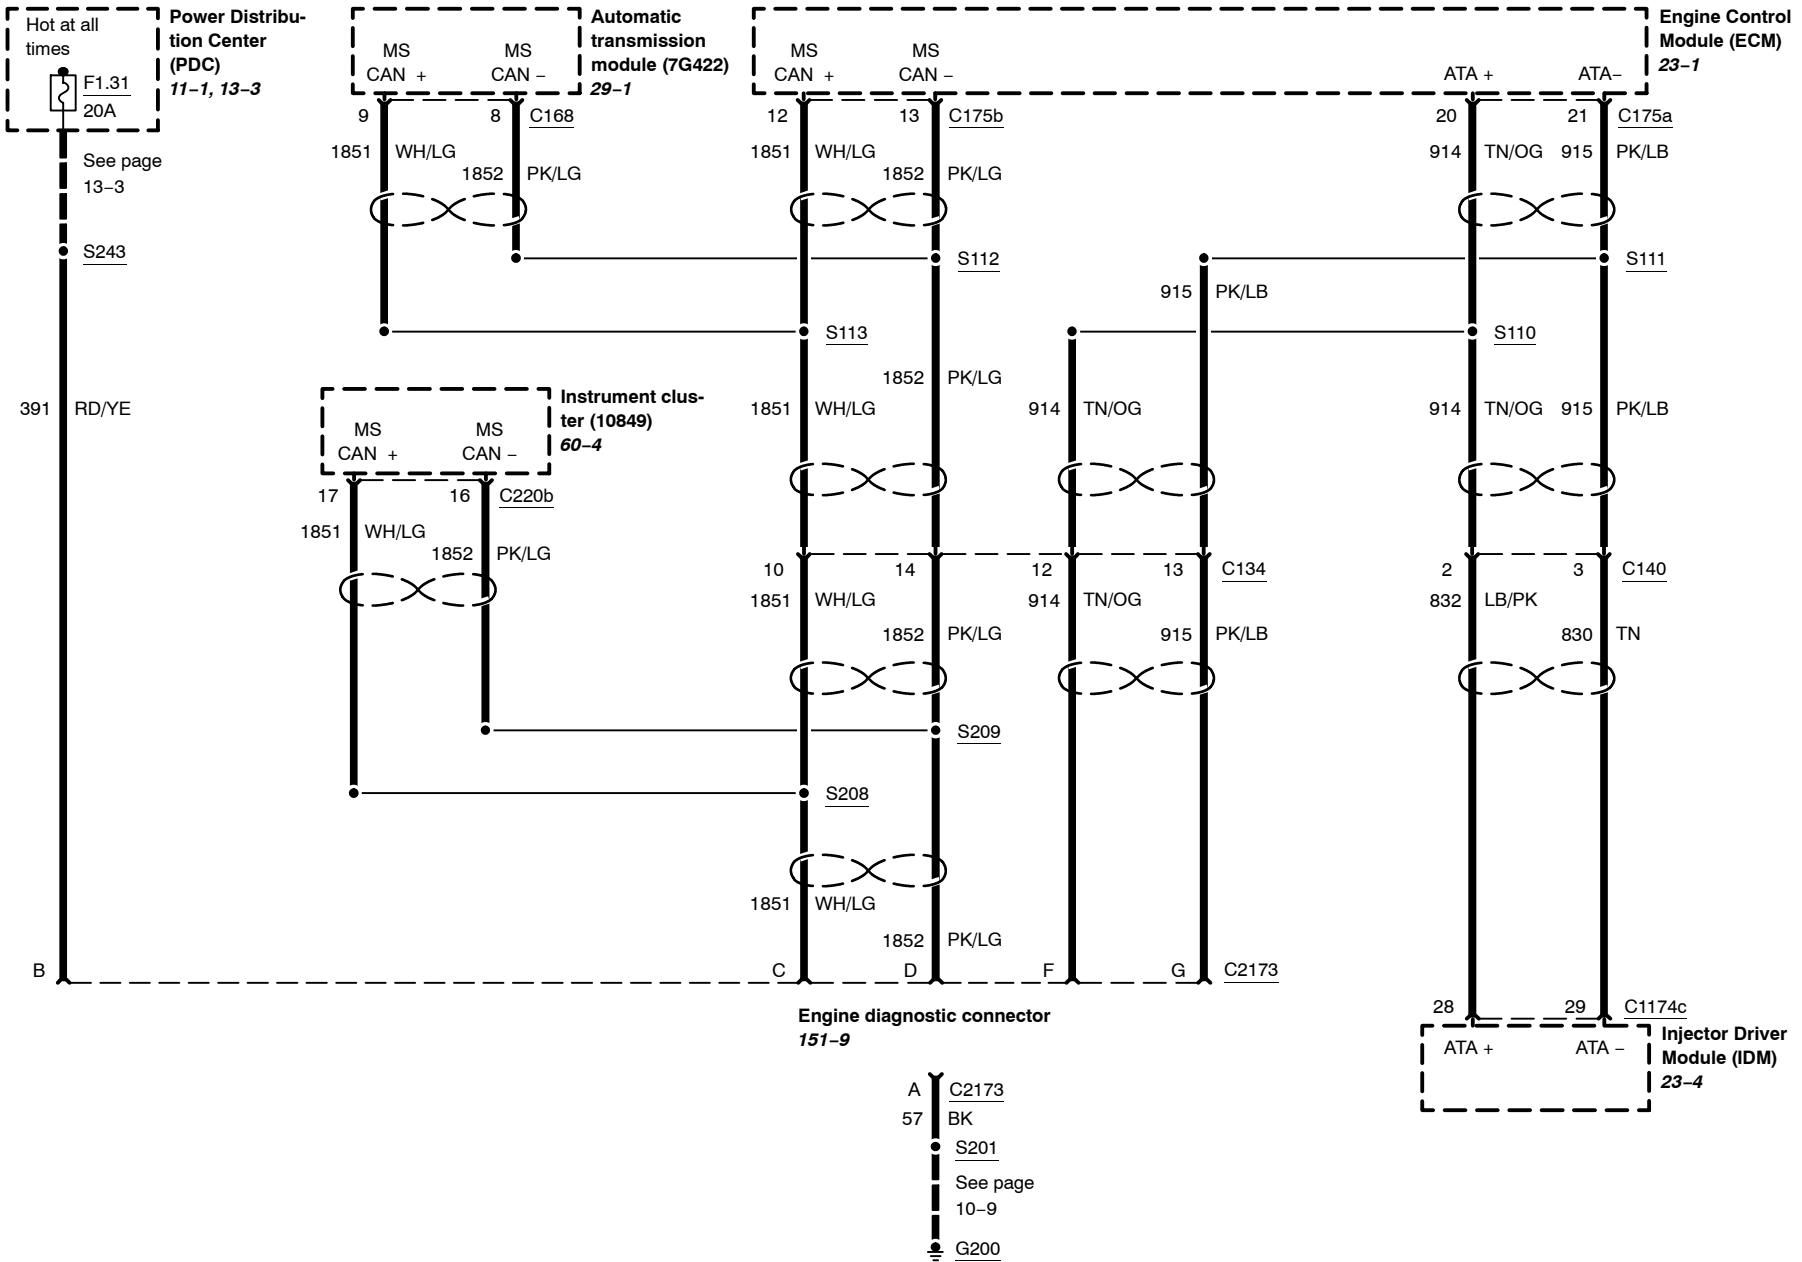 Hot at all
times
F1.31
20A
Power Distribu-
tion Center
(PDC)
11−1, 13−3
See page
13−3
S243
391 RD/YE
B
MS
CAN +
MS
CAN −
Automatic
transmission
module (7G422)
29−1
9
8
C168
1851 WH/LG
1852 PK/LG
MS
CAN +
MS
CAN −
ATA +
ATA−
Engine Control
Module (ECM)
23−1
12
13
C175b
1851 WH/LG
1852 PK/LG
20
21
C175a
914 TN/OG
915 PK/LB
S112
S111
915 PK/LB
S113
S110
1852 PK/LG
1851 WH/LG
914 TN/OG
914 TN/OG
915 PK/LB
MS
CAN +
MS
CAN −
Instrument clus-
ter (10849)
60−4
17
16
C220b
1851 WH/LG
1852 PK/LG
10
14
12
13
C134
2
3
C140
1851 WH/LG
914 TN/OG
832 LB/PK
1852 PK/LG
915 PK/LB
830 TN
S209
S208
1851 WH/LG
1852 PK/LG
C
D
F
G
C2173
Engine diagnostic connector
151−9
28
29
C1174c
ATA +
ATA −
Injector Driver
Module (IDM)
23−4
A
C2173
57 BK
S201
See page
10−9
G200